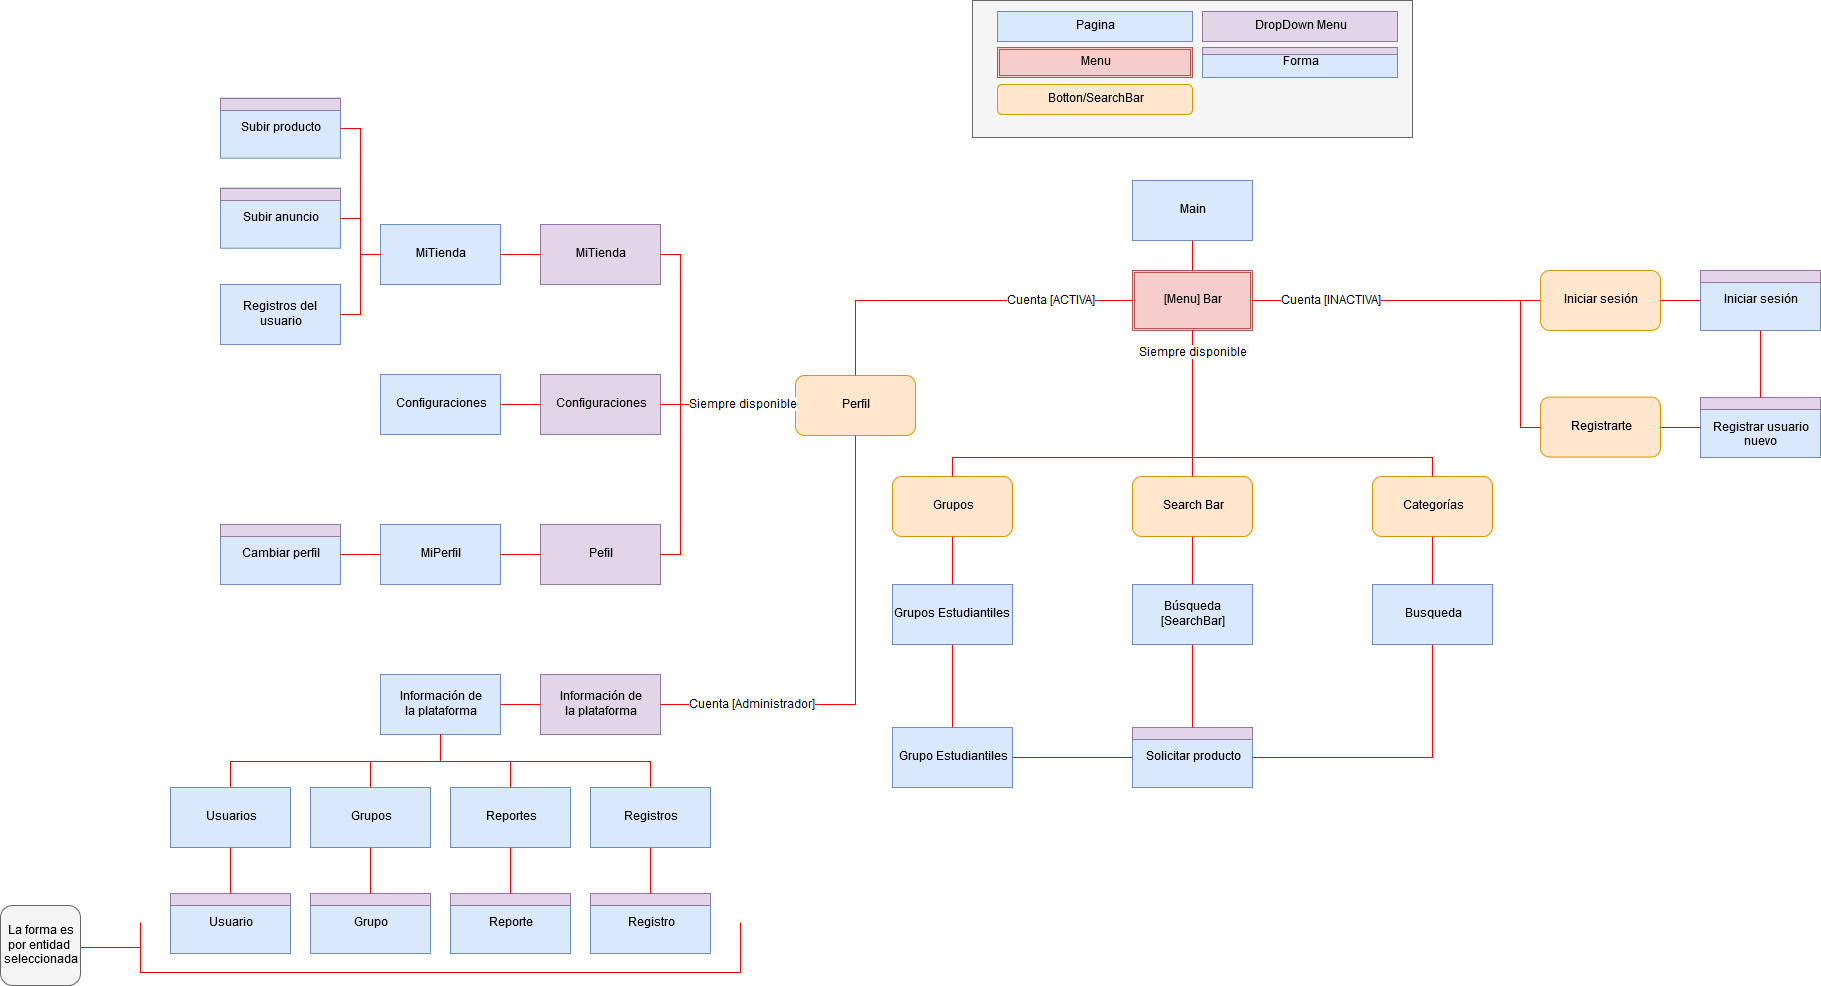 Pagina
DropDown Menu
Menu
Forma
Botton/SearchBar
Subir producto
Subir anuncio
Registros del
usuario
MiTienda
MiTienda
Configuraciones
Configuraciones
Siempre disponible
Perfil
Cambiar perfil
MiPerfil
Pefil
Main
Cuenta [ACTIVA]
[Menu] Bar
Cuenta [INACTIVA]
Siempre disponible
Iniciar sesión
Iniciar sesión
Registrarte
Registrar usuario
nuevo
Grupos
Search Bar
Categorías
Grupos Estudiantiles
Búsqueda
[SearchBar]
Busqueda
Grupo Estudiantiles
Solicitar producto
Información de
la plataforma
Información de
la plataforma
Cuenta [Administrador]
Usuarios
Grupos
Reportes
Registros
Usuario
Grupo
Reporte
Registro
La forma es
por entidad
seleccionada